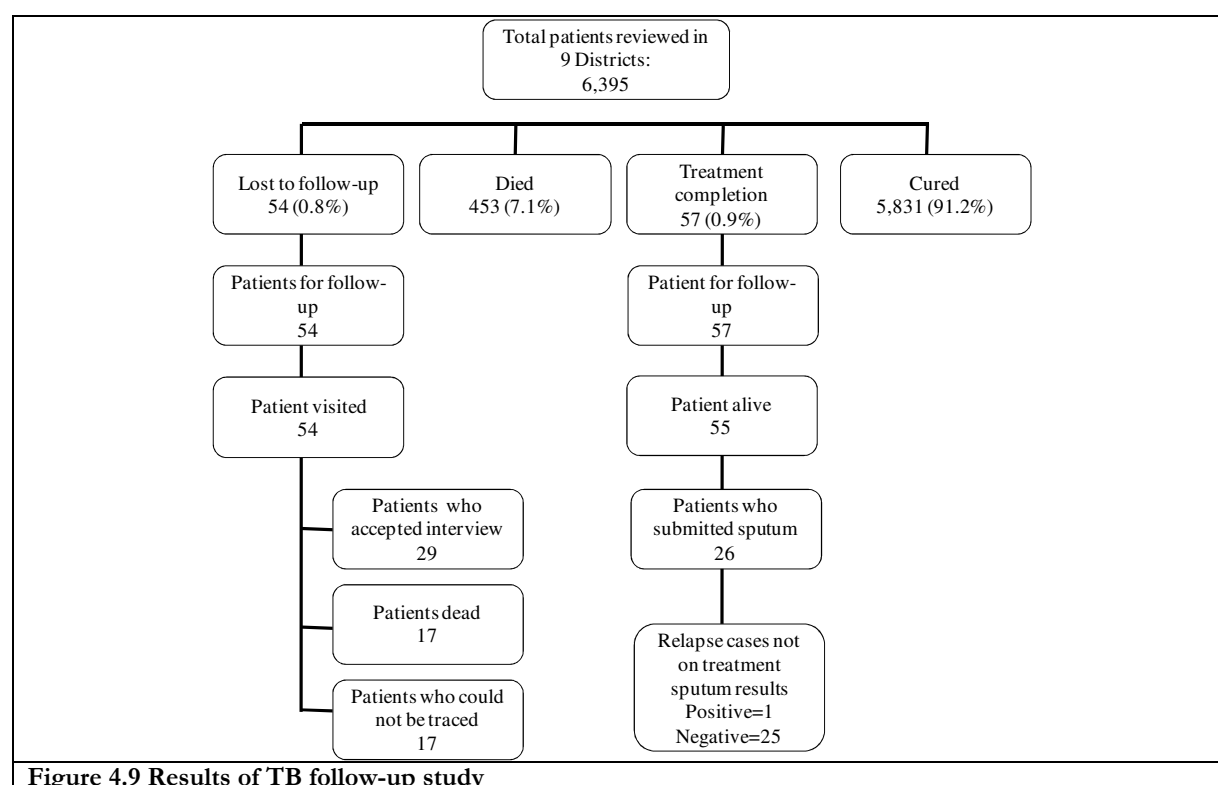 Total patients reviewed in
9 Districts:
6,395
Lost to follow-up
54 (0.8%)
Died
453 (7.1%)
Treatment
completion
57 (0.9%)
Cured
5,831 (91.2%)
Patients for follow-
up
54
Patient for follow-
up
57
Patient visited
54
Patient alive
55
Patients who
accepted interview
29
Patients who
submitted sputum
26
Patients dead
17
Relapse cases not
on treatment
sputum results
Positive=1
Negative=25
Patients who could
not be traced
17
Figure 4.9 Results of TB follow-up study